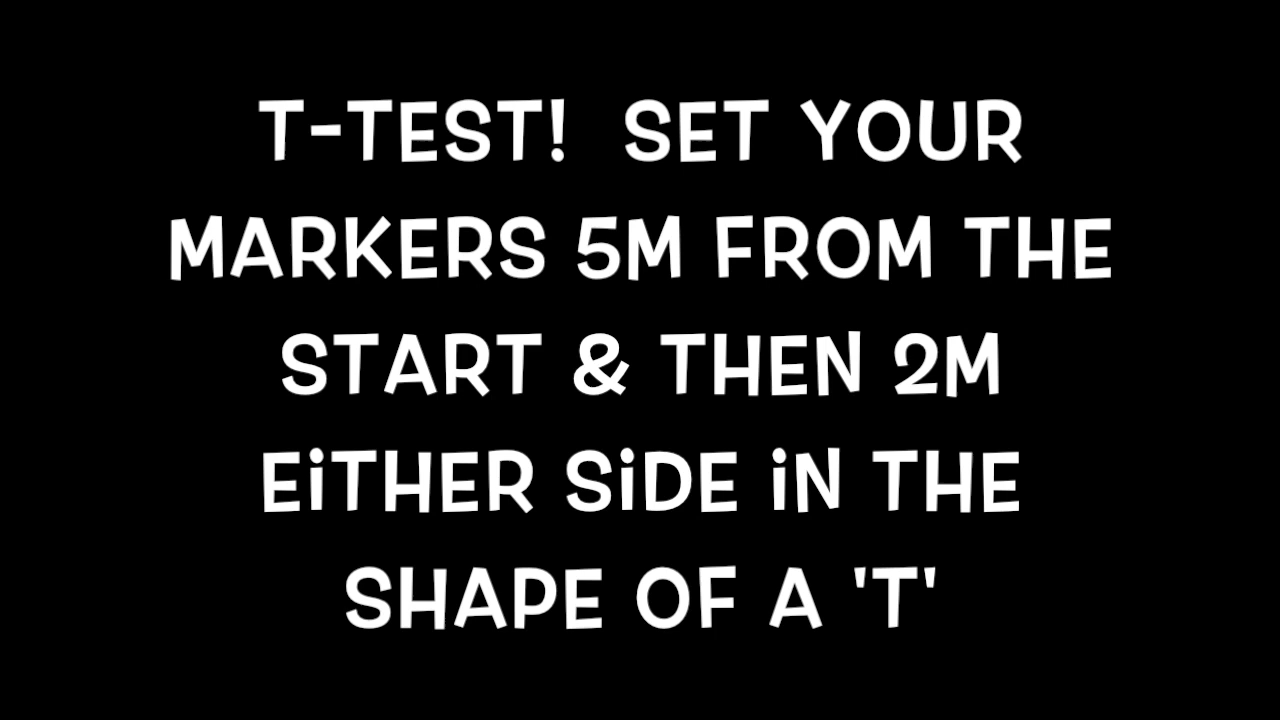 T-TEST! SET YOUR
MARKERS 5M FROM THE
START & THEN 2M
EiTHER SiDE iN THE
SHAPE OF A 'T'